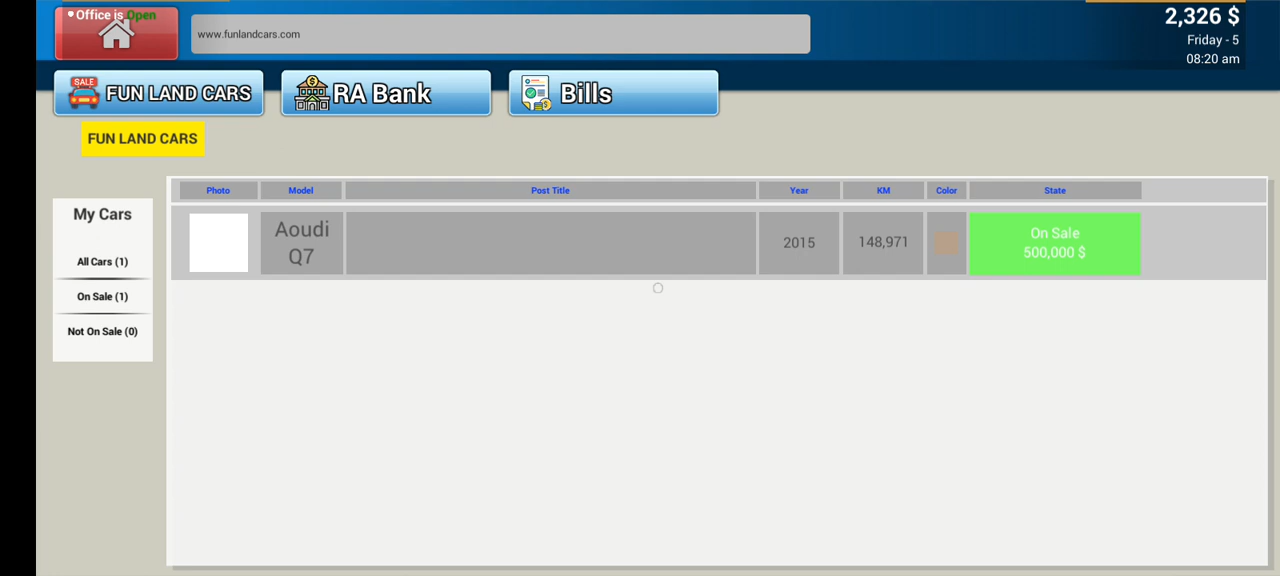 Office is Open
www.funlandcars.com
2,326 $
Friday - 5
08:20 am
SALE
FUN LAND CARS
RA Bank
Bills
FUN LAND CARS
My Cars
All Cars (1)
On Sale (1)
Not On Sale (0)
Photo Model Post Title Year KM Color State
Aoudi
Q7
2015
148,971
On Sale
500,000 $